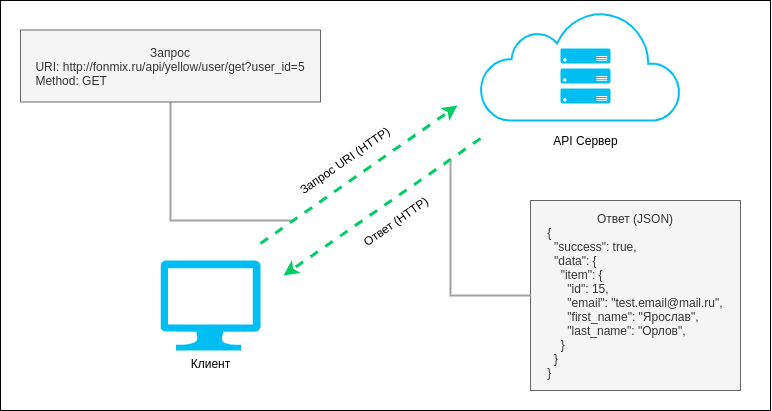 Запрос
URI: http://fonmix.ru/api/yellow/user/get?user_id=5
Method: GET
API Сервер
Запрос URI (HTTP)
Ответ (HTTP)
Клиент
Ответ (JSON)
{
"success": true,
"data": {
"item": {
"id": 15,
"email": "test.email@mail.ru",
"first_name": "Ярослав",
"last_name": "Орлов",
}
}
}